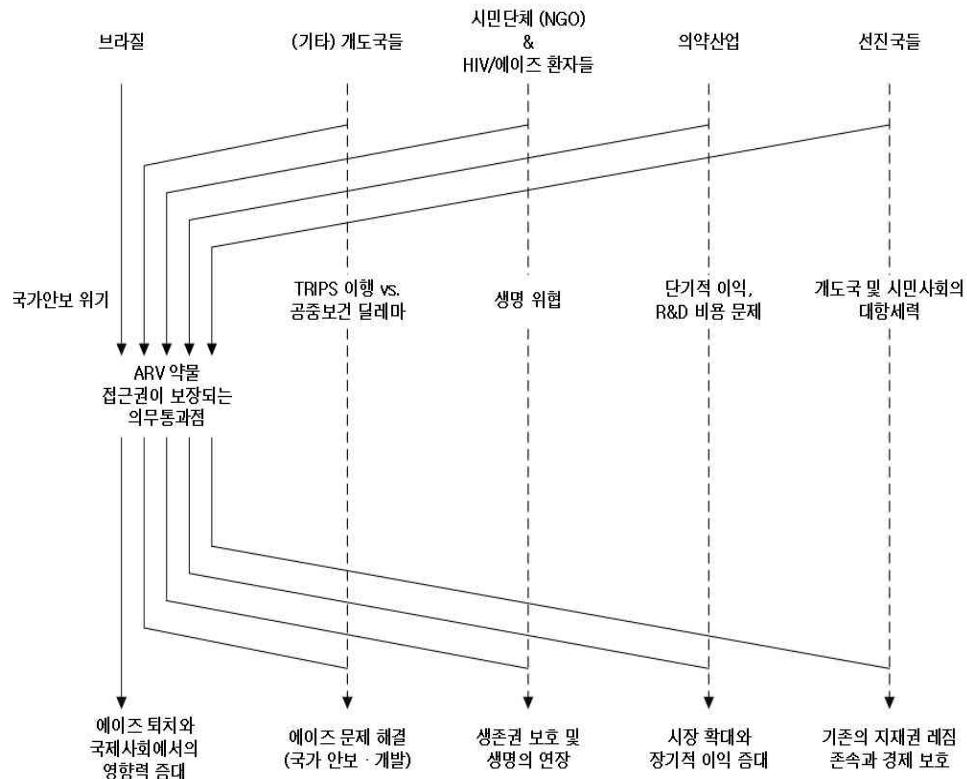 브라질
(기타) 개도국들
시민단체 (NGO)
&
HIV/에이즈 환자들
의약산업
선진국들
국가안보 위기
TRIPS 이행 vs.
공중보건 딜레마
생명 위협
단기적 이익,
R&D 비용 문제
개도국 및 시민사회의
대항세력
ARV 약물
접근권이 보장되는
의무통과점
에이즈 퇴치와
국제사회에서의
영향력 증대
에이즈 문제 해결
(국가 안보 · 개발)
생존권 보호 및
생명의 연장
시장 확대와
장기적 이익 증대
기존의 지재권 레짐
존속과 경제 보호